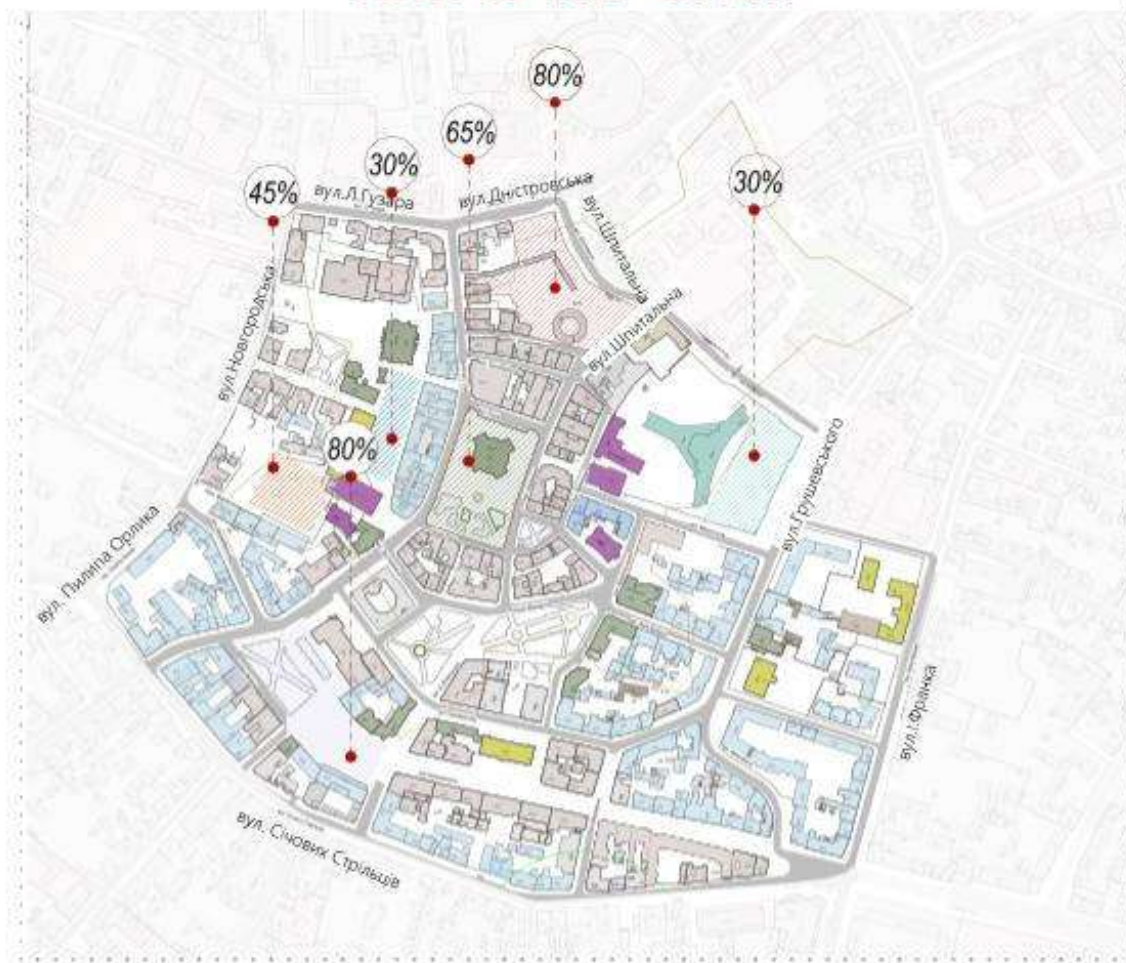 80%
65%
30%
45%
30%
вул.Л.Гузара
вул.Дністровська
вул.Шпитальна
вул.Шпитальна
вул.Новгородська
80%
вул.Грушевського
вул. Пилипа Орлика
вул.І.Франка
вул. Січових Стрільців